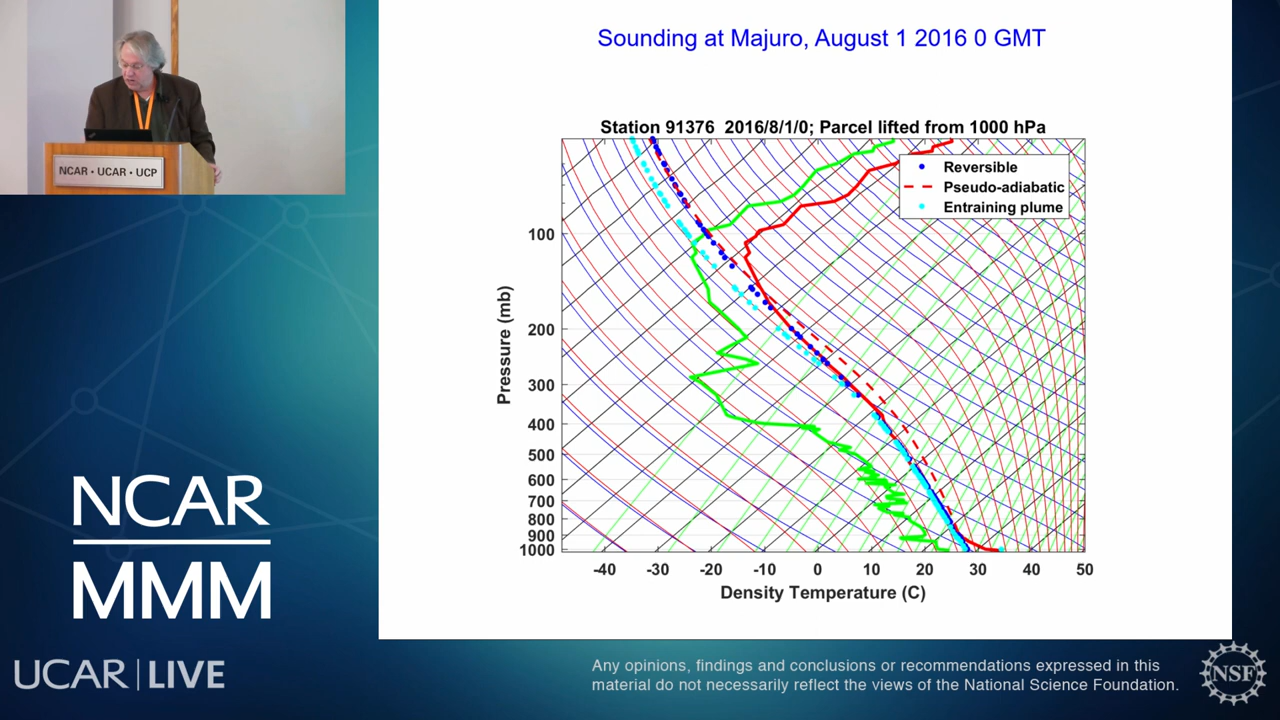 Sounding at Majuro, August 1 2016 0 GMT
Station 91376 2016/8/1/0; Parcel lifted from 1000 hPa
Reversible
Pseudo-adiabatic
Entraining plume
Pressure (mb)
100
200
300
400
500
600
700
800
900
1000
-40 -30 -20 -10 0 10 20 30 40 50
Density Temperature (C)
NCAR • UCAR • UCP
NCAR
MMM
UCAR | LIVE
Any opinions, findings and conclusions or recommendations expressed in this
material do not necessarily reflect the views of the National Science Foundation.
NSF